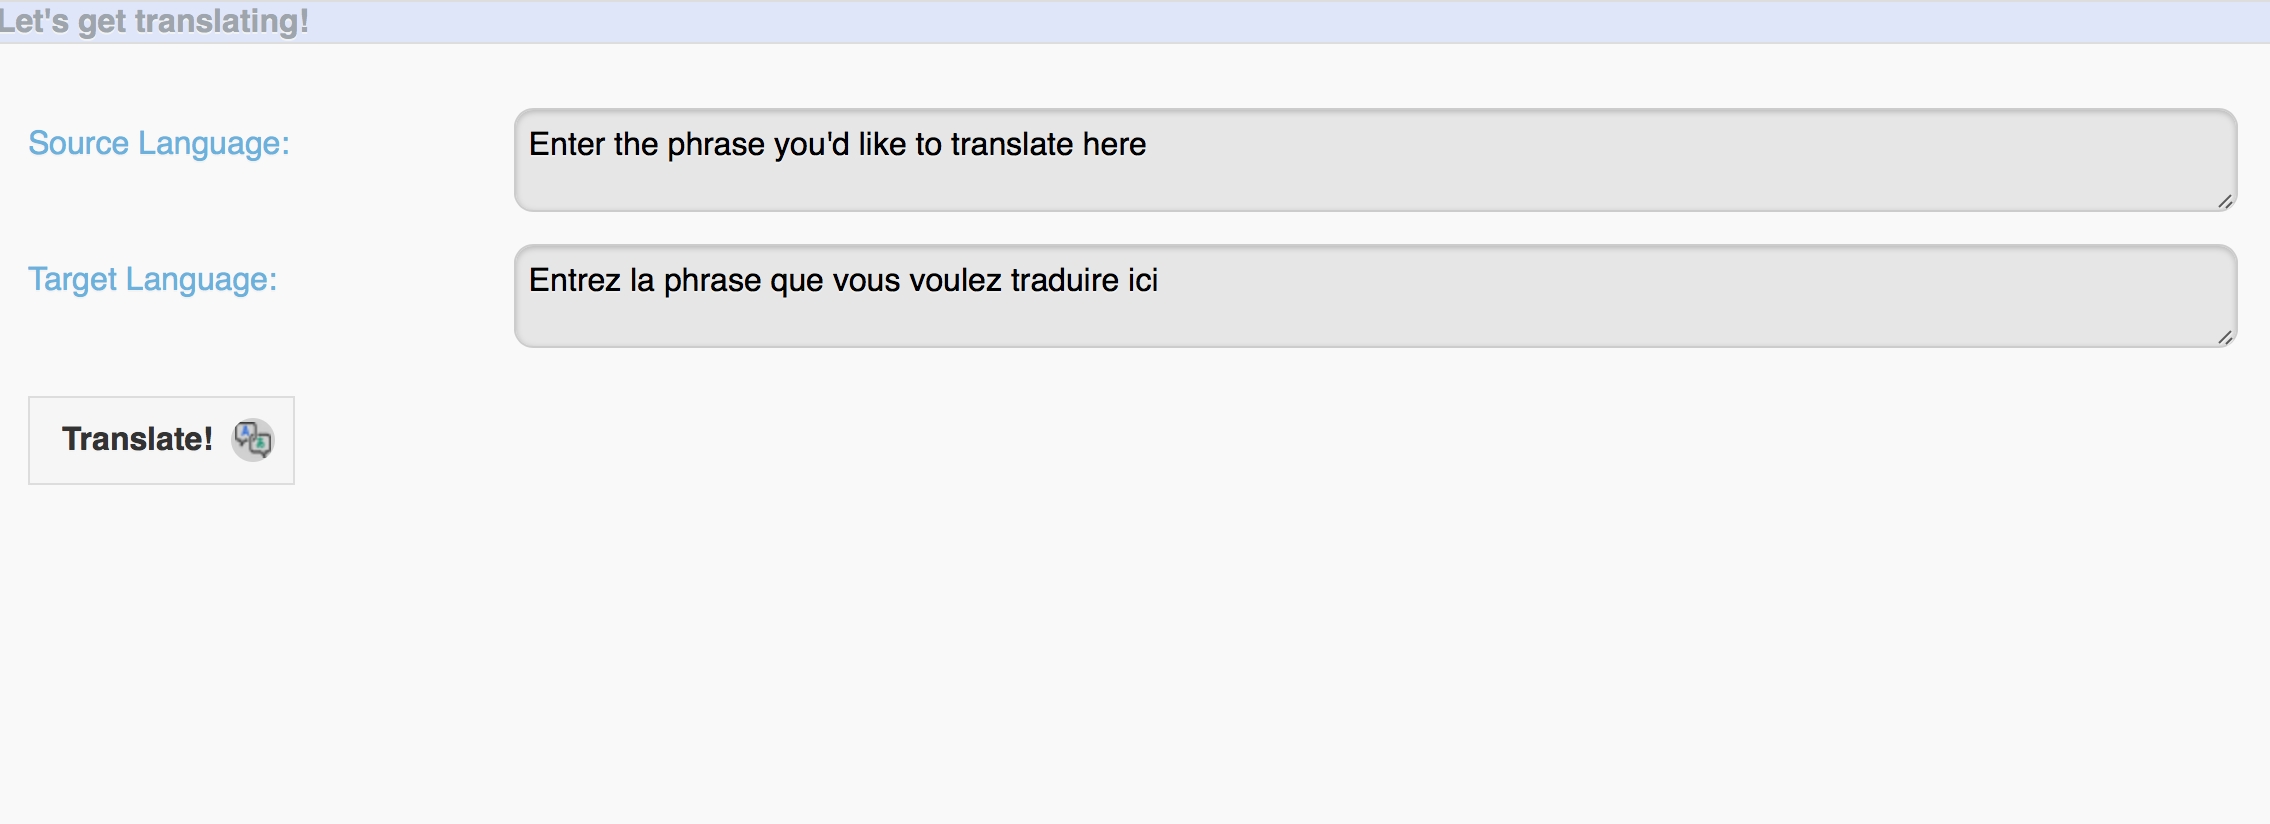 Let's get translating!
Source Language:
Enter the phrase you'd like to translate here
Target Language:
Entrez la phrase que vous voulez traduire ici
Translate!